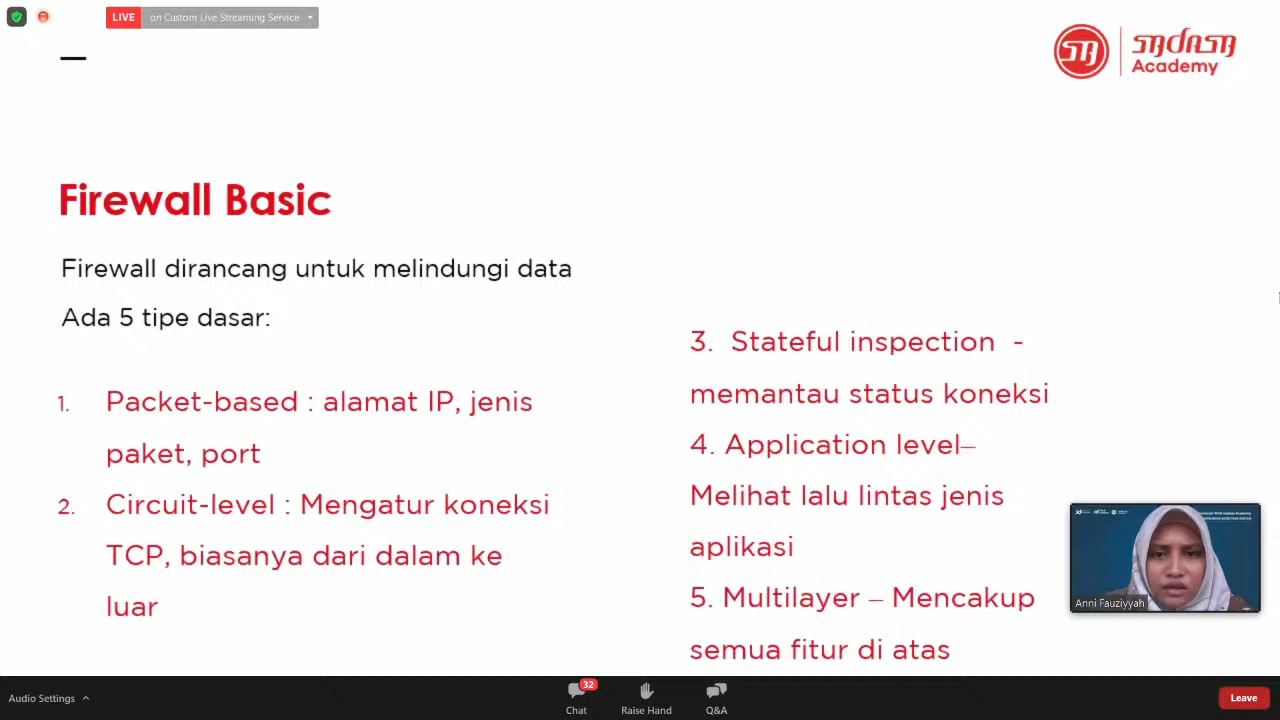 LIVE on Custom Live Streaming Service
Academy
Firewall Basic
Firewall dirancang untuk melindungi data
Ada 5 tipe dasar:
1. Packet-based : alamat IP, jenis
paket, port
2. Circuit-level : Mengatur koneksi
TCP, biasanya dari dalam ke
luar
3. Stateful inspection -
memantau status koneksi
4. Application level–
Melihat lalu lintas jenis
aplikasi
5. Multilayer – Mencakup
semua fitur di atas
Anni Fauziyyah
Audio Settings
32
Chat
Raise Hand
Q&A
Leave